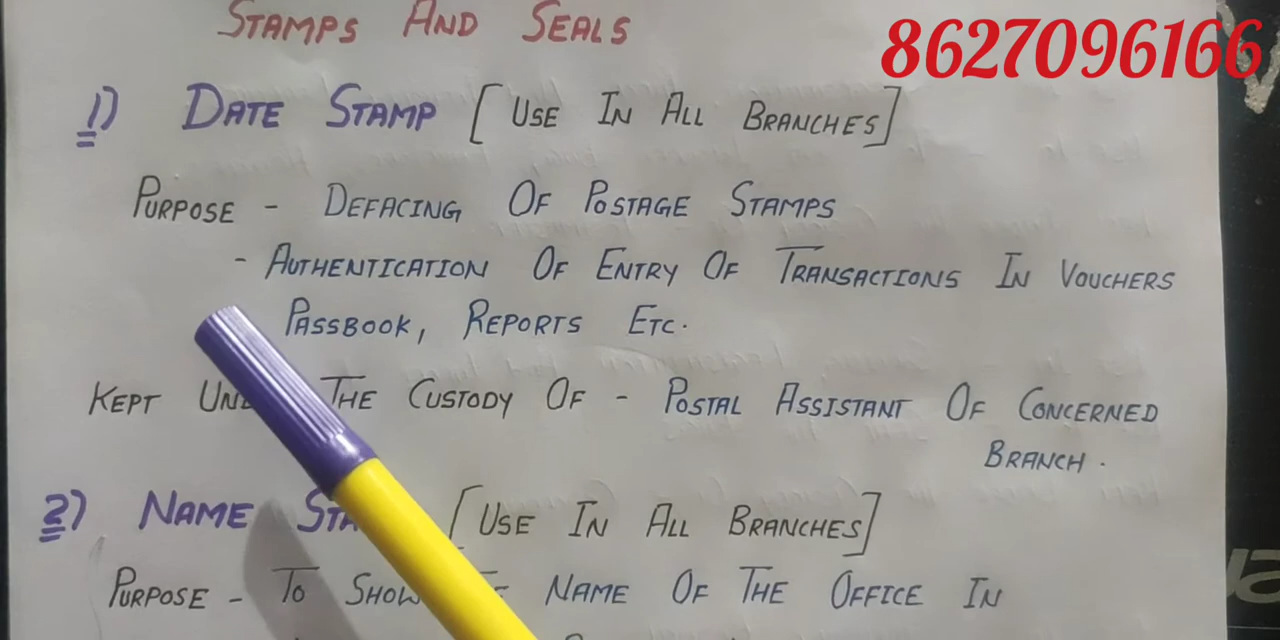 STAMPS AND SEALS
8627096166
1) DATE STAMP [USE IN ALL BRANCHES]
PURPOSE - DEFACING OF POSTAGE STAMPS
- AUTHENTICATION OF ENTRY OF TRANSACTIONS IN VOUCHERS
PASSBOOK, REPORTS ETC.
KEPT THE CUSTODY OF - POSTAL ASSISTANT OF CONCERNED
BRANCH.
2) NAME [USE IN ALL BRANCHES]
PURPOSE - TO SHOW NAME OF THE OFFICE IN